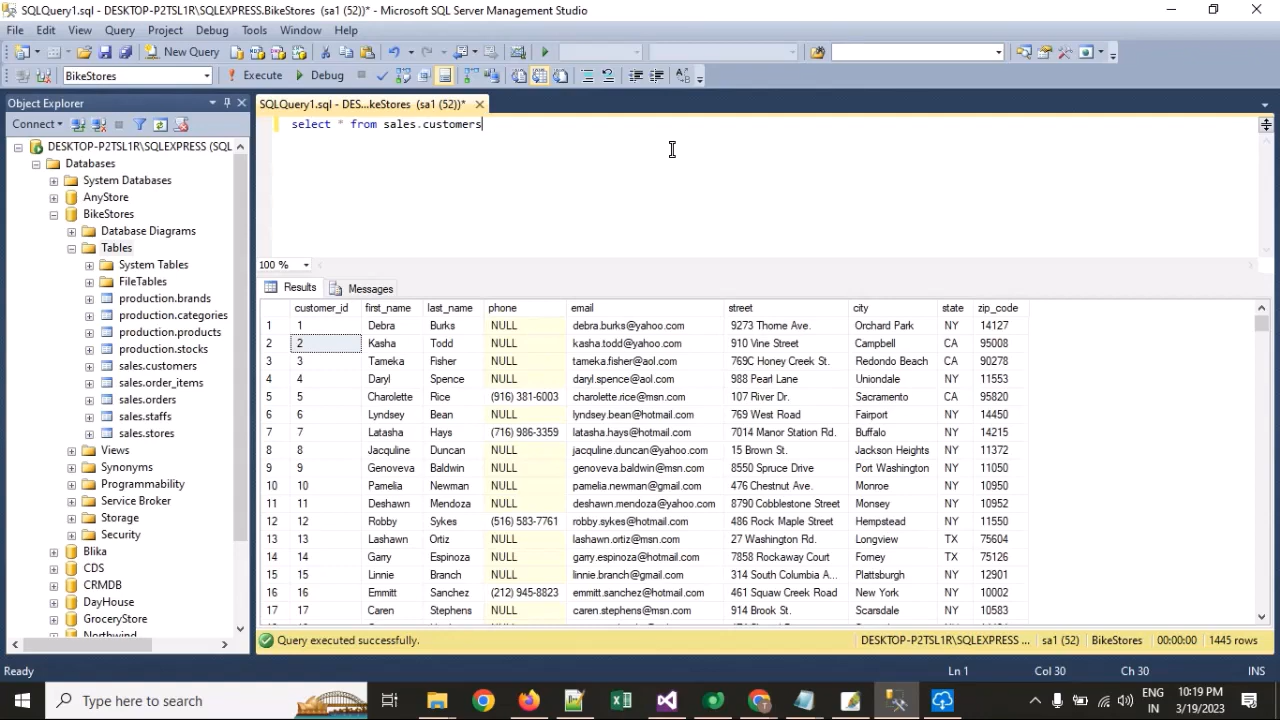 SQLQuery1.sql - DESKTOP-P2TSL1R\SQLEXPRESS.BikeStores (sa1 (52))* - Microsoft SQL Server Management Studio
File Edit View Query Project Debug Tools Window Help
New Query
BikeStores Execute Debug
Object Explorer
SQLQuery1.sql - DES...keStores (sa1 (52))*
Connect
select * from sales.customers
DESKTOP-P2TSL1R\SQLEXPRESS (SQL
Databases
System Databases
AnyStore
BikeStores
Database Diagrams
Tables
System Tables
FileTables
production.brands
production.categories
production.products
production.stocks
sales.customers
sales.order_items
sales.orders
sales.staffs
sales.stores
Views
Synonyms
Programmability
Service Broker
Storage
Security
Blika
CDS
CRMDB
DayHouse
GroceryStore
Northwind
100 %
Results Messages
customer_id first_name last_name phone email street city state zip_code
1 1 Debra Burks NULL debra.burks@yahoo.com 9273 Thorne Ave. Orchard Park NY 14127
2 2 Kasha Todd NULL kasha.todd@yahoo.com 910 Vine Street Campbell CA 95008
3 3 Tameka Fisher NULL tameka.fisher@aol.com 769C Honey Creek St. Redondo Beach CA 90278
4 4 Daryl Spence NULL daryl.spence@aol.com 988 Pearl Lane Uniondale NY 11553
5 5 Charolette Rice (916) 381-6003 charolette.rice@msn.com 107 River Dr. Sacramento CA 95820
6 6 Lyndsey Bean NULL lyndsey.bean@hotmail.com 769 West Road Fairport NY 14450
7 7 Latasha Hays (716) 986-3359 latasha.hays@hotmail.com 7014 Manor Station Rd. Buffalo NY 14215
8 8 Jacquline Duncan NULL jacquline.duncan@yahoo.com 15 Brown St. Jackson Heights NY 11372
9 9 Genoveva Baldwin NULL genoveva.baldwin@msn.com 8550 Spruce Drive Port Washington NY 11050
10 10 Pamelia Newman NULL pamelia.newman@gmail.com 476 Chestnut Ave. Monroe NY 10950
11 11 Deshawn Mendoza NULL deshawn.mendoza@yahoo.com 8790 Cobblestone Street Monsey NY 10952
12 12 Robby Sykes (516) 583-7761 robby.sykes@hotmail.com 486 Rock Maple Street Hempstead NY 11550
13 13 Lashawn Ortiz NULL lashawn.ortiz@msn.com 27 Washington Rd. Longview TX 75604
14 14 Garry Espinoza NULL garry.espinoza@hotmail.com 7858 Rockaway Court Forney TX 75126
15 15 Linnie Branch NULL linnie.branch@gmail.com 314 South Columbia A... Plattsburgh NY 12901
16 16 Emmitt Sanchez (212) 945-8823 emmitt.sanchez@hotmail.com 461 Squaw Creek Road New York NY 10002
17 17 Caren Stephens NULL caren.stephens@msn.com 914 Brook St. Scarsdale NY 10583
Query executed successfully. DESKTOP-P2TSL1R\SQLEXPRESS ... sa1 (52) BikeStores 00:00:00 1445 rows
Ready Ln 1 Col 30 Ch 30 INS
Type here to search
ENG
IN
10:19 PM
3/19/2023